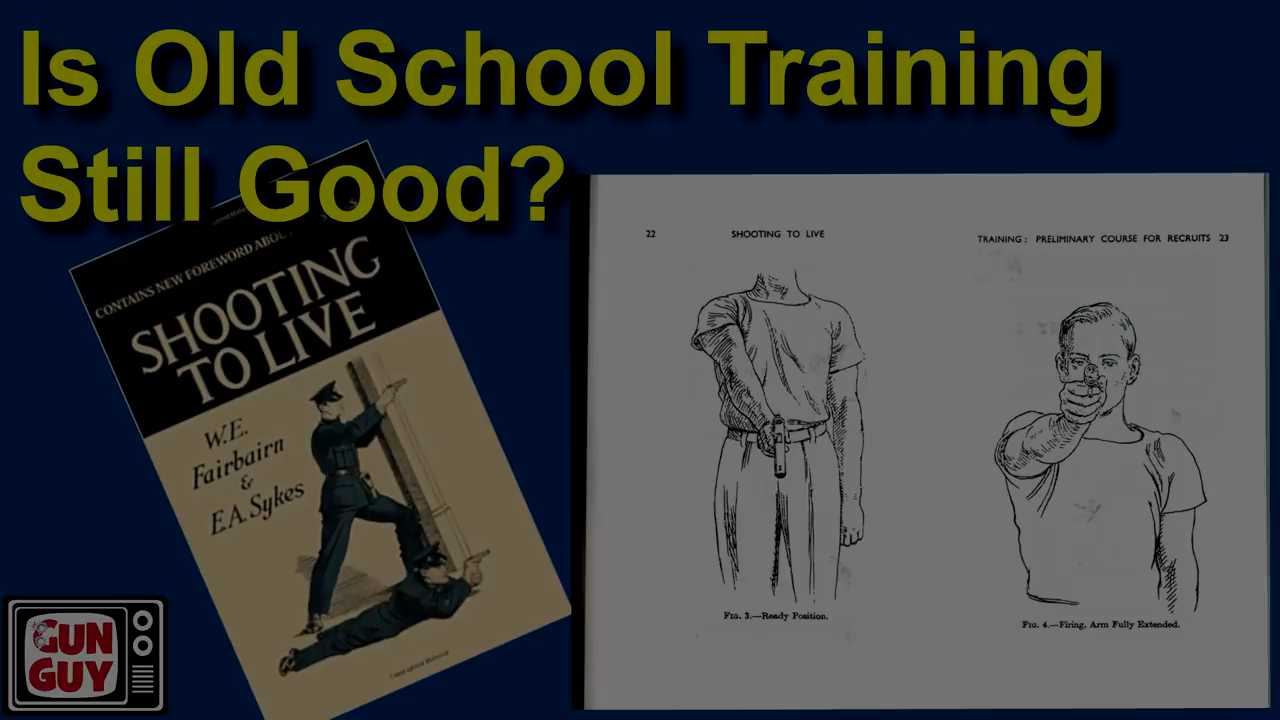 Is Old School Training
Still Good?
CONTAINS NEW FOREWORD
SHOOTING
TO LIVE
W.E.
Fairbairn
&
E.A. Sykes
22 SHOOTING TO LIVE
TRAINING: PRELIMINARY COURSE FOR RECRUITS 23
FIG. 3.—Ready Position.
FIG. 4.—Firing, Arm Fully Extended.
GUN
GUY